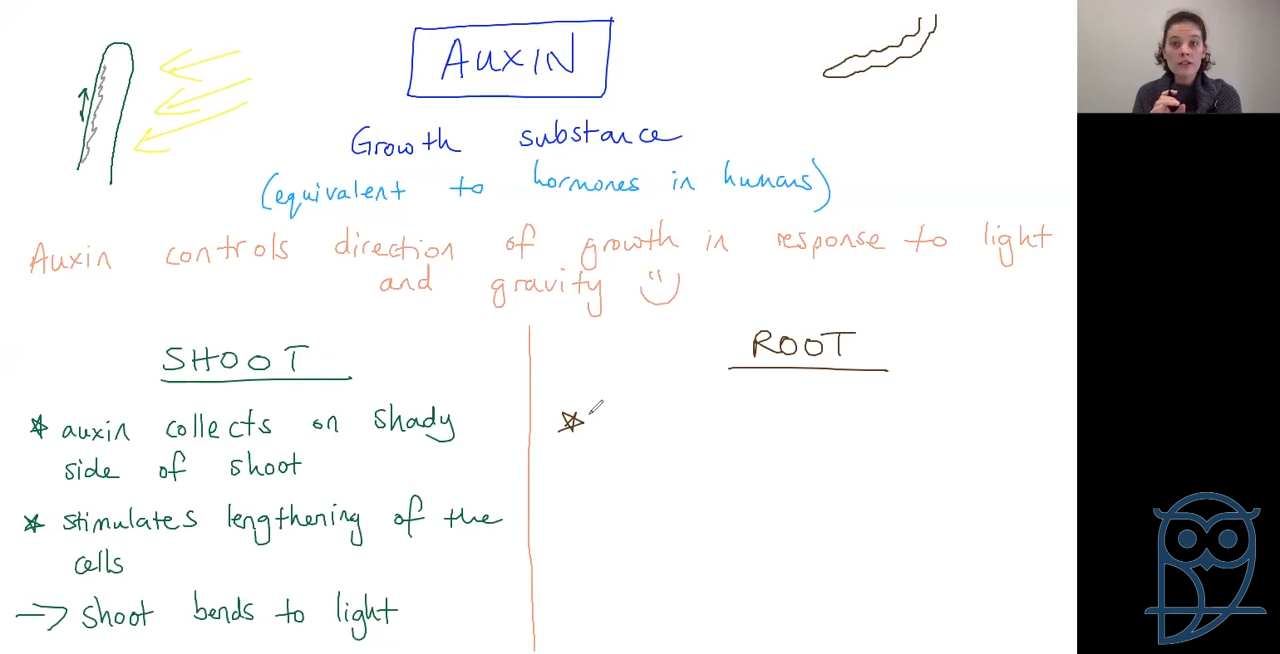 AUXIN
Growth substance
(equivalent to hormones in humans)
Auxin controls direction of growth in response to light
and gravity
SHOOT
* auxin collects on shady
side of shoot
* stimulates lengthening of the
cells
→ shoot bends to light
ROOT
*